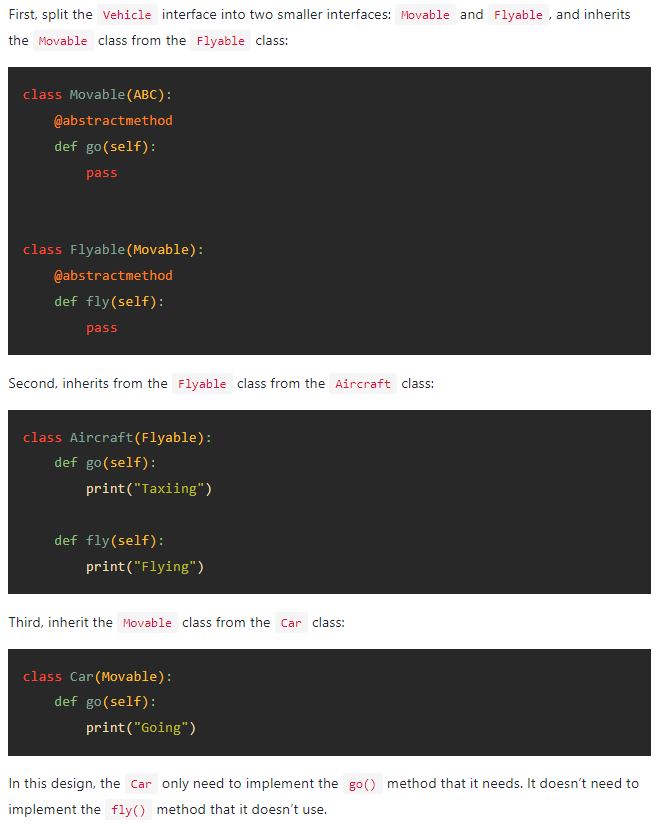 First, split the Vehicle interface into two smaller interfaces: Movable and Flyable , and inherits
the Movable class from the Flyable class:
class Movable(ABC):
    @abstractmethod
    def go(self):
        pass
class Flyable(Movable):
    @abstractmethod
    def fly(self):
        pass
Second, inherits from the Flyable class from the Aircraft class:
class Aircraft(Flyable):
    def go(self):
        print("Taxiing")
    def fly(self):
        print("Flying")
Third, inherit the Movable class from the Car class:
class Car(Movable):
    def go(self):
        print("Going")
In this design, the Car only need to implement the go() method that it needs. It doesn’t need to
implement the fly() method that it doesn’t use.